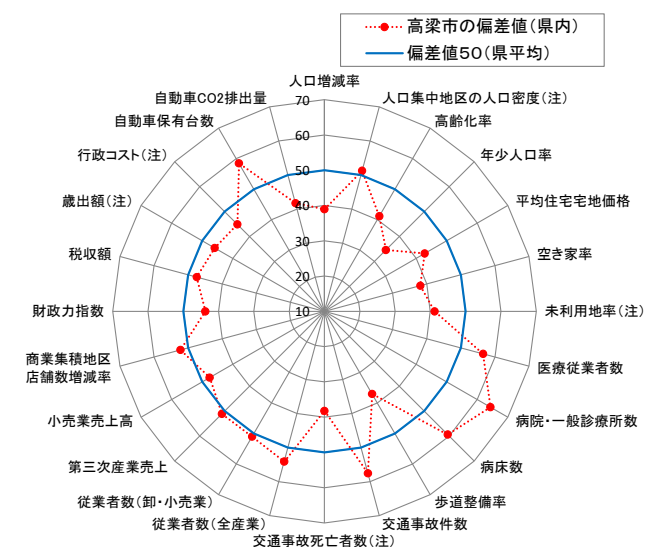 高梁市の偏差値(県内)
偏差値50(県平均)
人口増減率
人口集中地区の人口密度(注)
高齢化率
年少人口率
平均住宅宅地価格
空き家率
未利用地率(注)
医療従業者数
病院・一般診療所数
病床数
歩道整備率
交通事故件数
交通事故死亡者数(注)
従業者数(全産業)
従業者数(卸・小売業)
第三次産業売上
小売業売上高
商業集積地区
店舗数増減率
財政力指数
税収額
歳出額(注)
行政コスト(注)
自動車保有台数
自動車CO2排出量
70
60
50
40
30
20
10